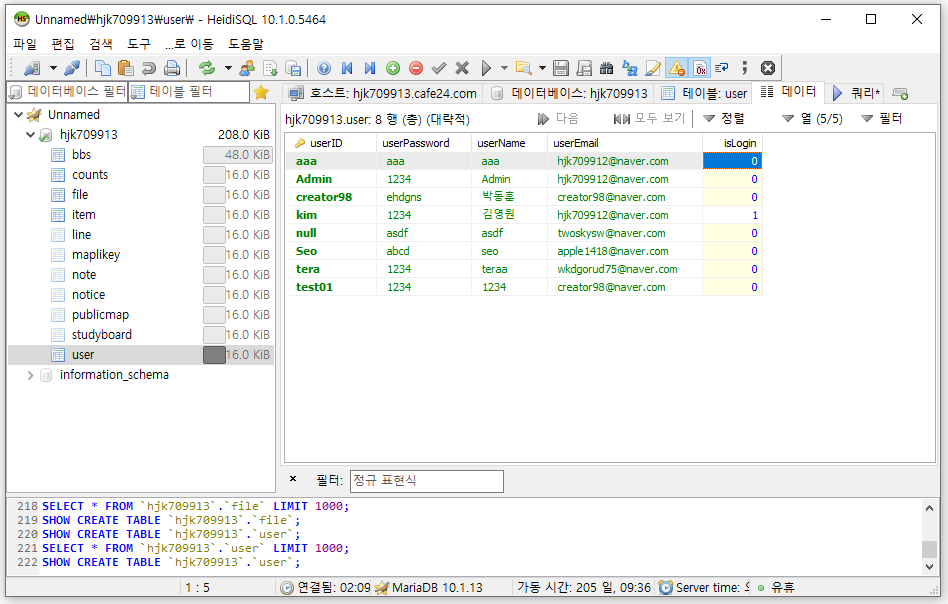 Unnamed₩hjk709913₩user₩ - HeidiSQL 10.1.0.5464
파일 편집 검색 도구 ...로 이동 도움말
데이터베이스 필터 테이블 필터 호스트: hjk709913.cafe24.com 데이터베이스: hjk709913 테이블: user 데이터 쿼리*
hjk709913.user: 8 행 (총) (대략적) 다음 모두 보기 정렬 열 (5/5) 필터
Unnamed
hjk709913 208.0 KiB
bbs 48.0 KiB
counts 16.0 KiB
file 16.0 KiB
item 16.0 KiB
line 16.0 KiB
maplikey 16.0 KiB
note 16.0 KiB
notice 16.0 KiB
publicmap 16.0 KiB
studyboard 16.0 KiB
user 16.0 KiB
information_schema
userID userPassword userName userEmail isLogin
aaa aaa aaa hjk709912@naver.com 0
Admin 1234 Admin hjk709912@naver.com 0
creator98 ehdgns 박동훈 creator98@naver.com 0
kim 1234 김영원 hjk709912@naver.com 1
null asdf asdf twoskysw@naver.com 0
Seo abcd seo apple1418@naver.com 0
tera 1234 teraa wkdgorud75@naver.com 0
test01 1234 1234 creator98@naver.com 0
× 필터: 정규 표현식
218 SELECT * FROM `hjk709913`.`file` LIMIT 1000;
219 SHOW CREATE TABLE `hjk709913`.`file`;
220 SHOW CREATE TABLE `hjk709913`.`user`;
221 SELECT * FROM `hjk709913`.`user` LIMIT 1000;
222 SHOW CREATE TABLE `hjk709913`.`user`;
1 : 5 연결됨: 02:09 MariaDB 10.1.13 가동 시간: 205 일, 09:36 Server time: 유휴